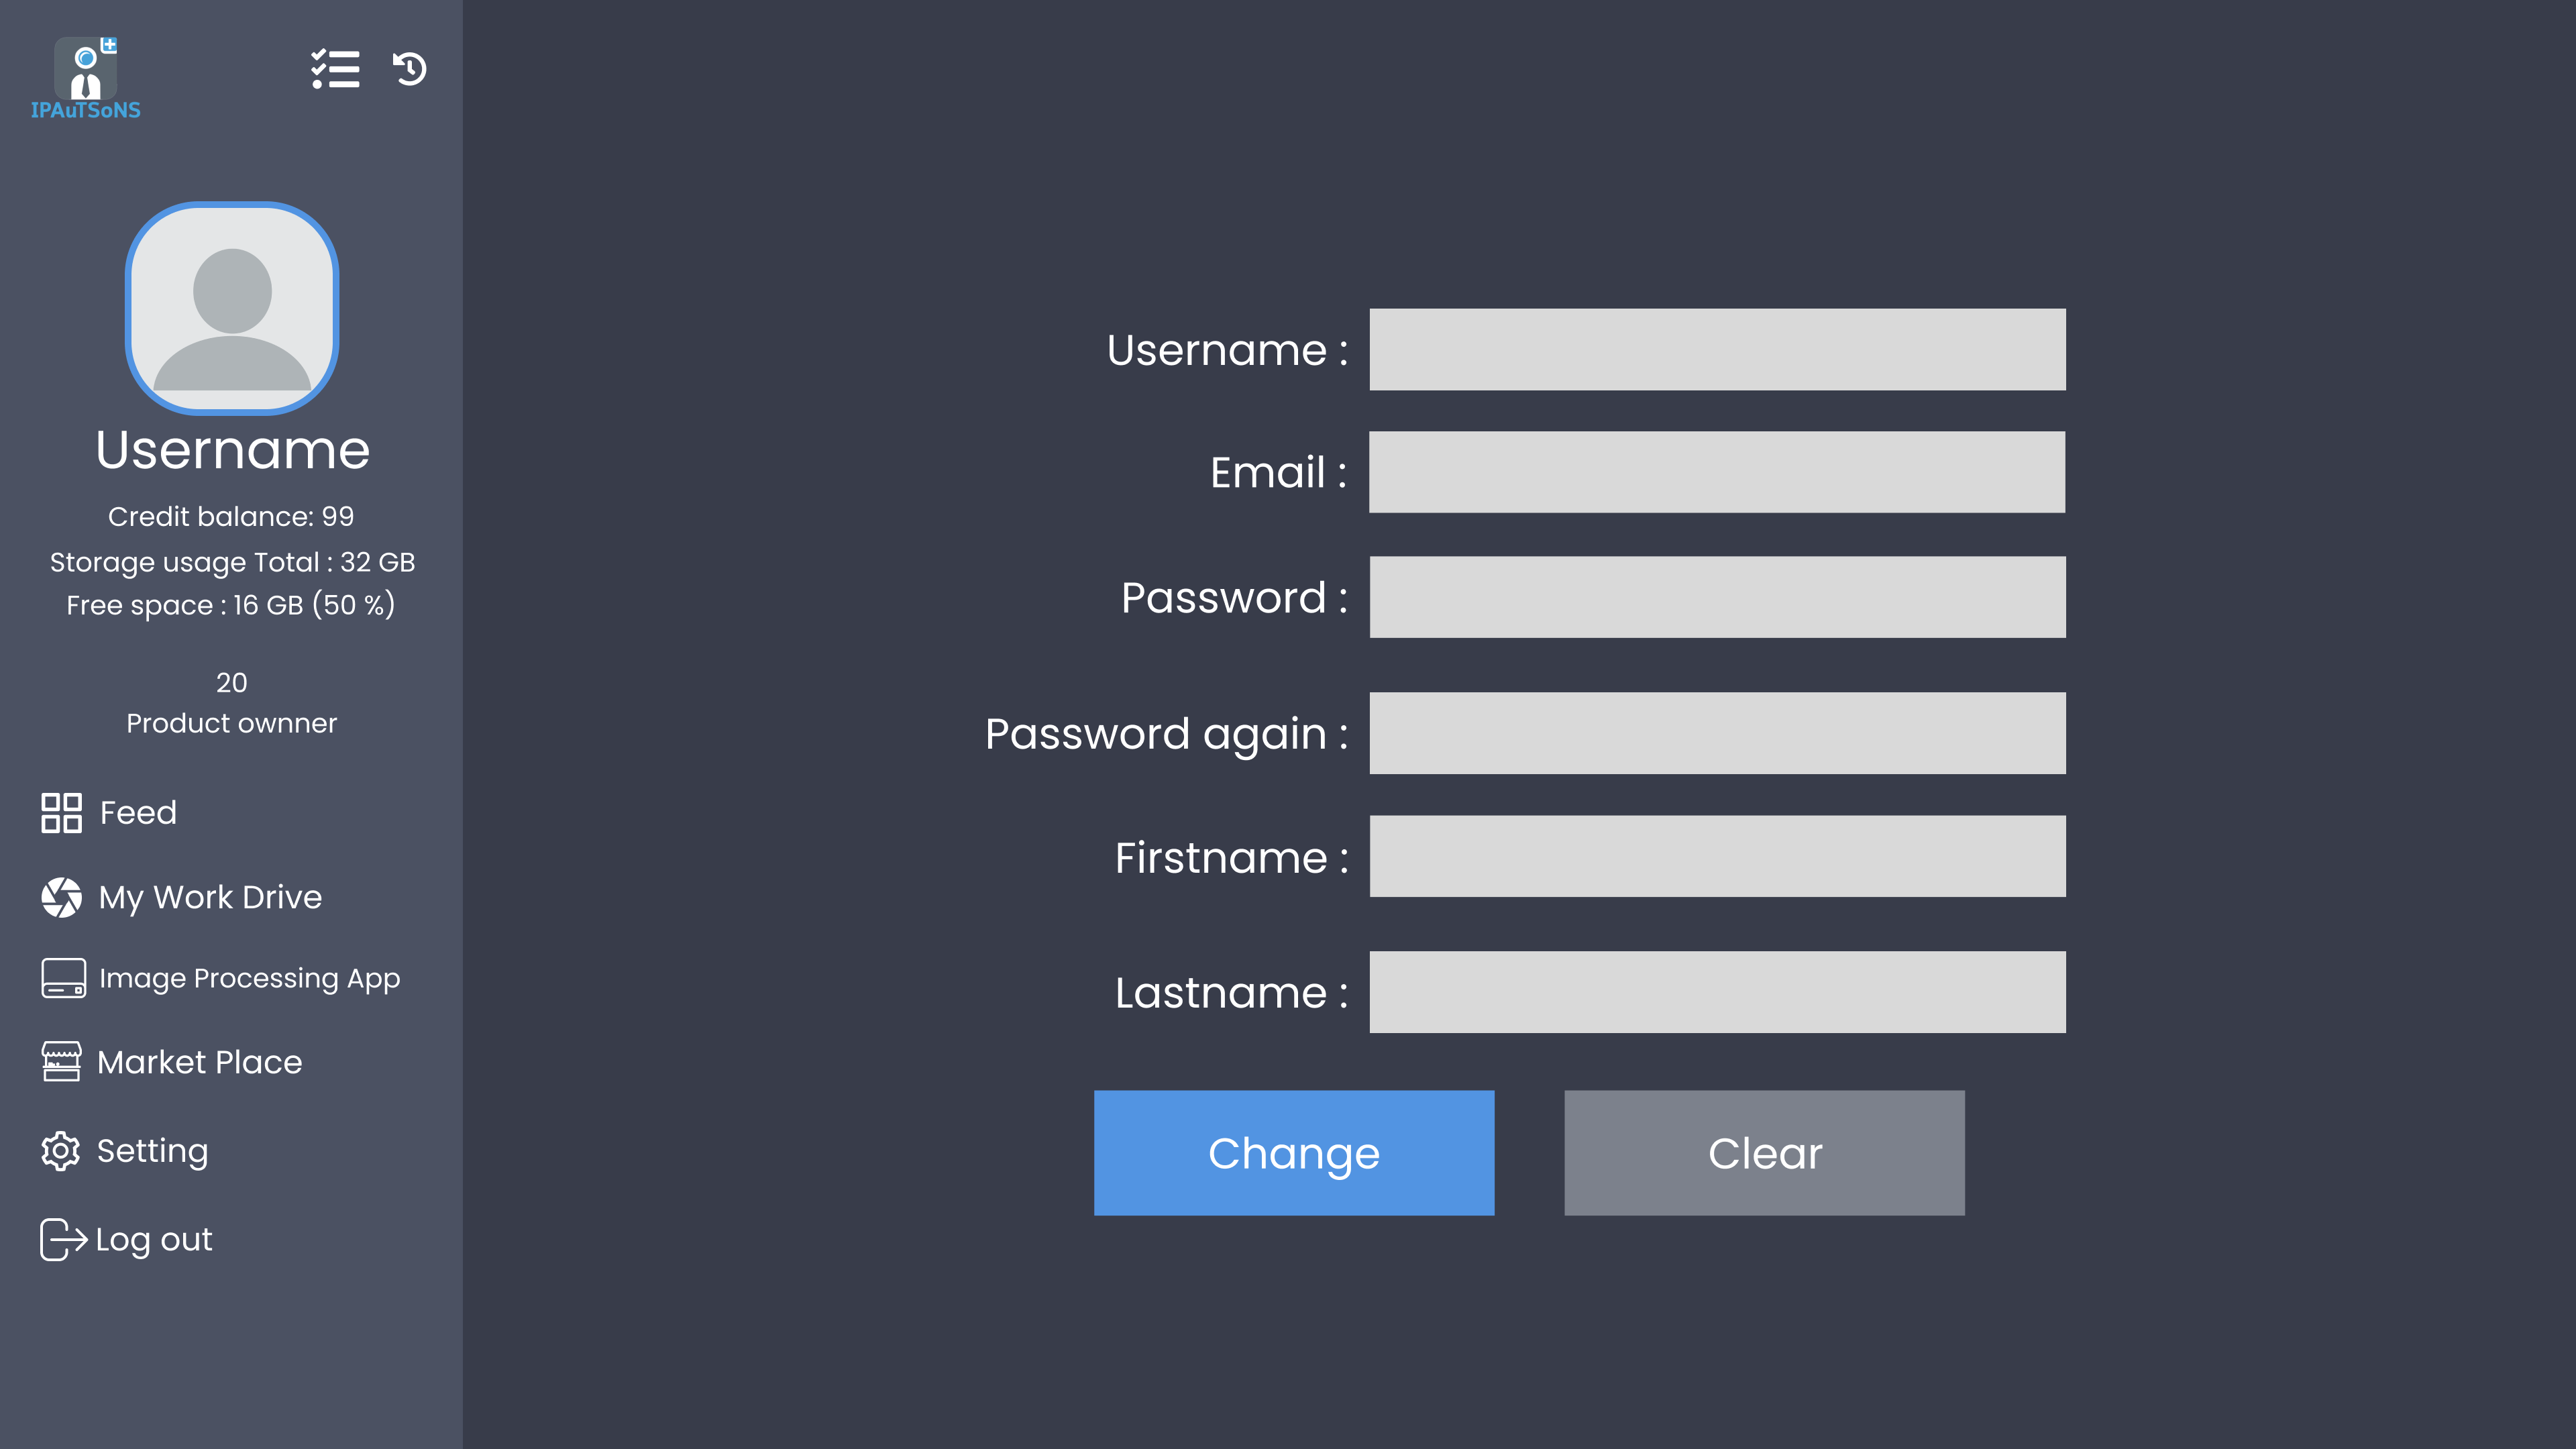 IPAuTSoNS
Username
Credit balance: 99
Storage usage Total : 32 GB
Free space : 16 GB (50 %)
20
Product ownner
Feed
My Work Drive
Image Processing App
Market Place
Setting
Log out
Username :
Email :
Password :
Password again :
Firstname :
Lastname :
Change
Clear